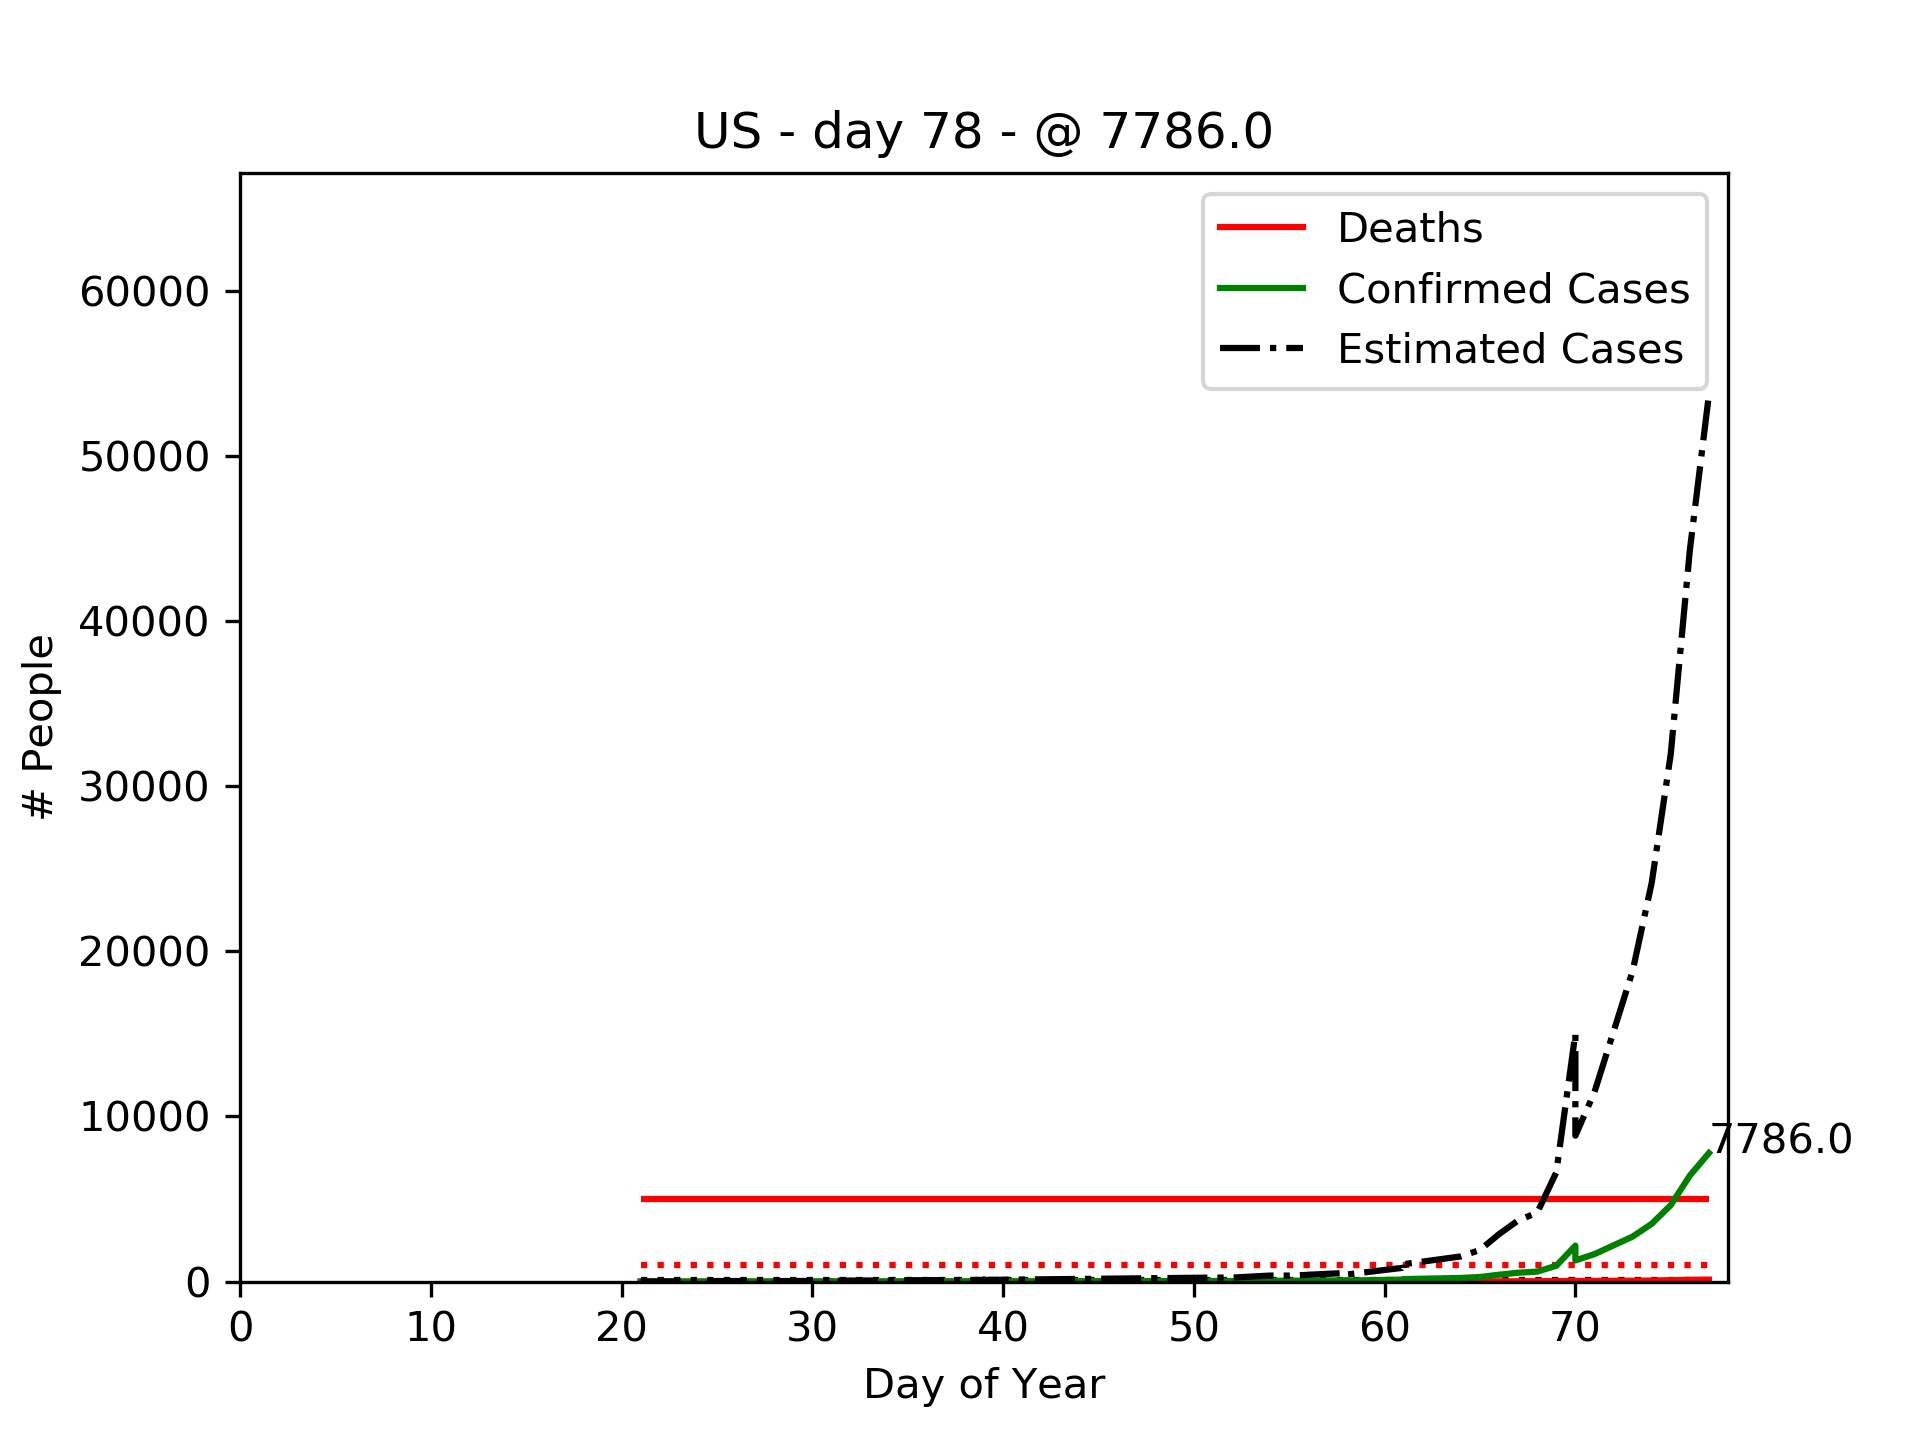 US - day 78 - @ 7786.0
Deaths
Confirmed Cases
Estimated Cases
60000
50000
40000
30000
20000
10000
0
# People
7786.0
0 10 20 30 40 50 60 70
Day of Year